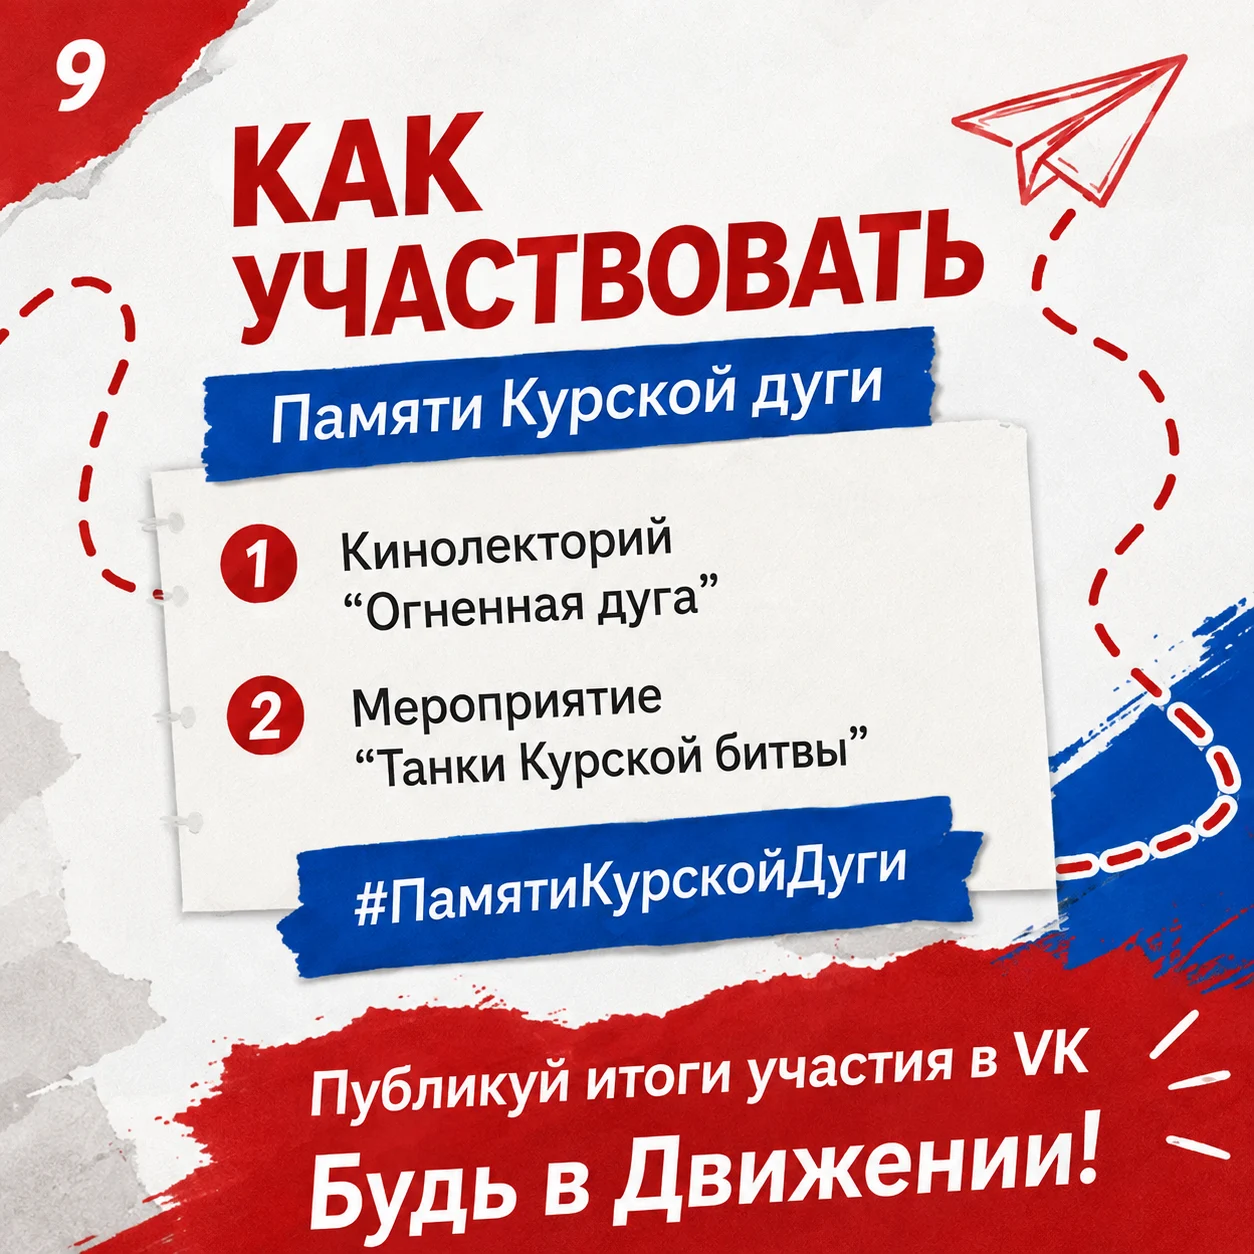 9
КАК
УЧАСТВОВАТЬ
Памяти Курской дуги
1
Кинолекторий
“Огненная дуга”
2
Мероприятие
“Танки Курской битвы”
#ПамятиКурскойДуги
Публикуй итоги участия в VK
Будь в Движении!